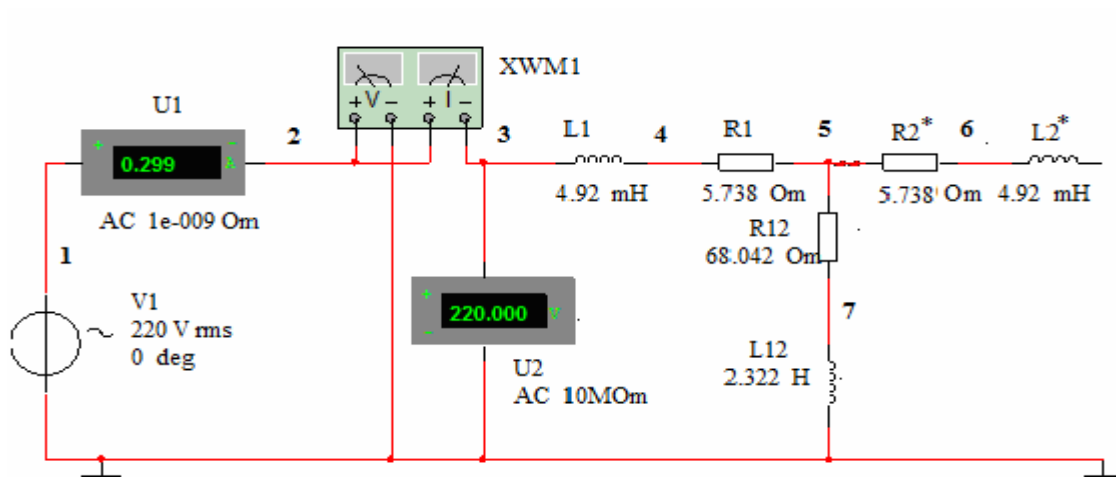 U1
+ -
0.299 A
AC 1e-009 Om
1
2
XWM1
+ V - + I -
3
L1
4.92 mH
4
R1
5.738 Om
5
R2*
5.738 Om
6
L2*
4.92 mH
R12
68.042 Om
7
L12
2.322 H
V1
220 V rms
0 deg
+
220.000 V
-
U2
AC 10MOm